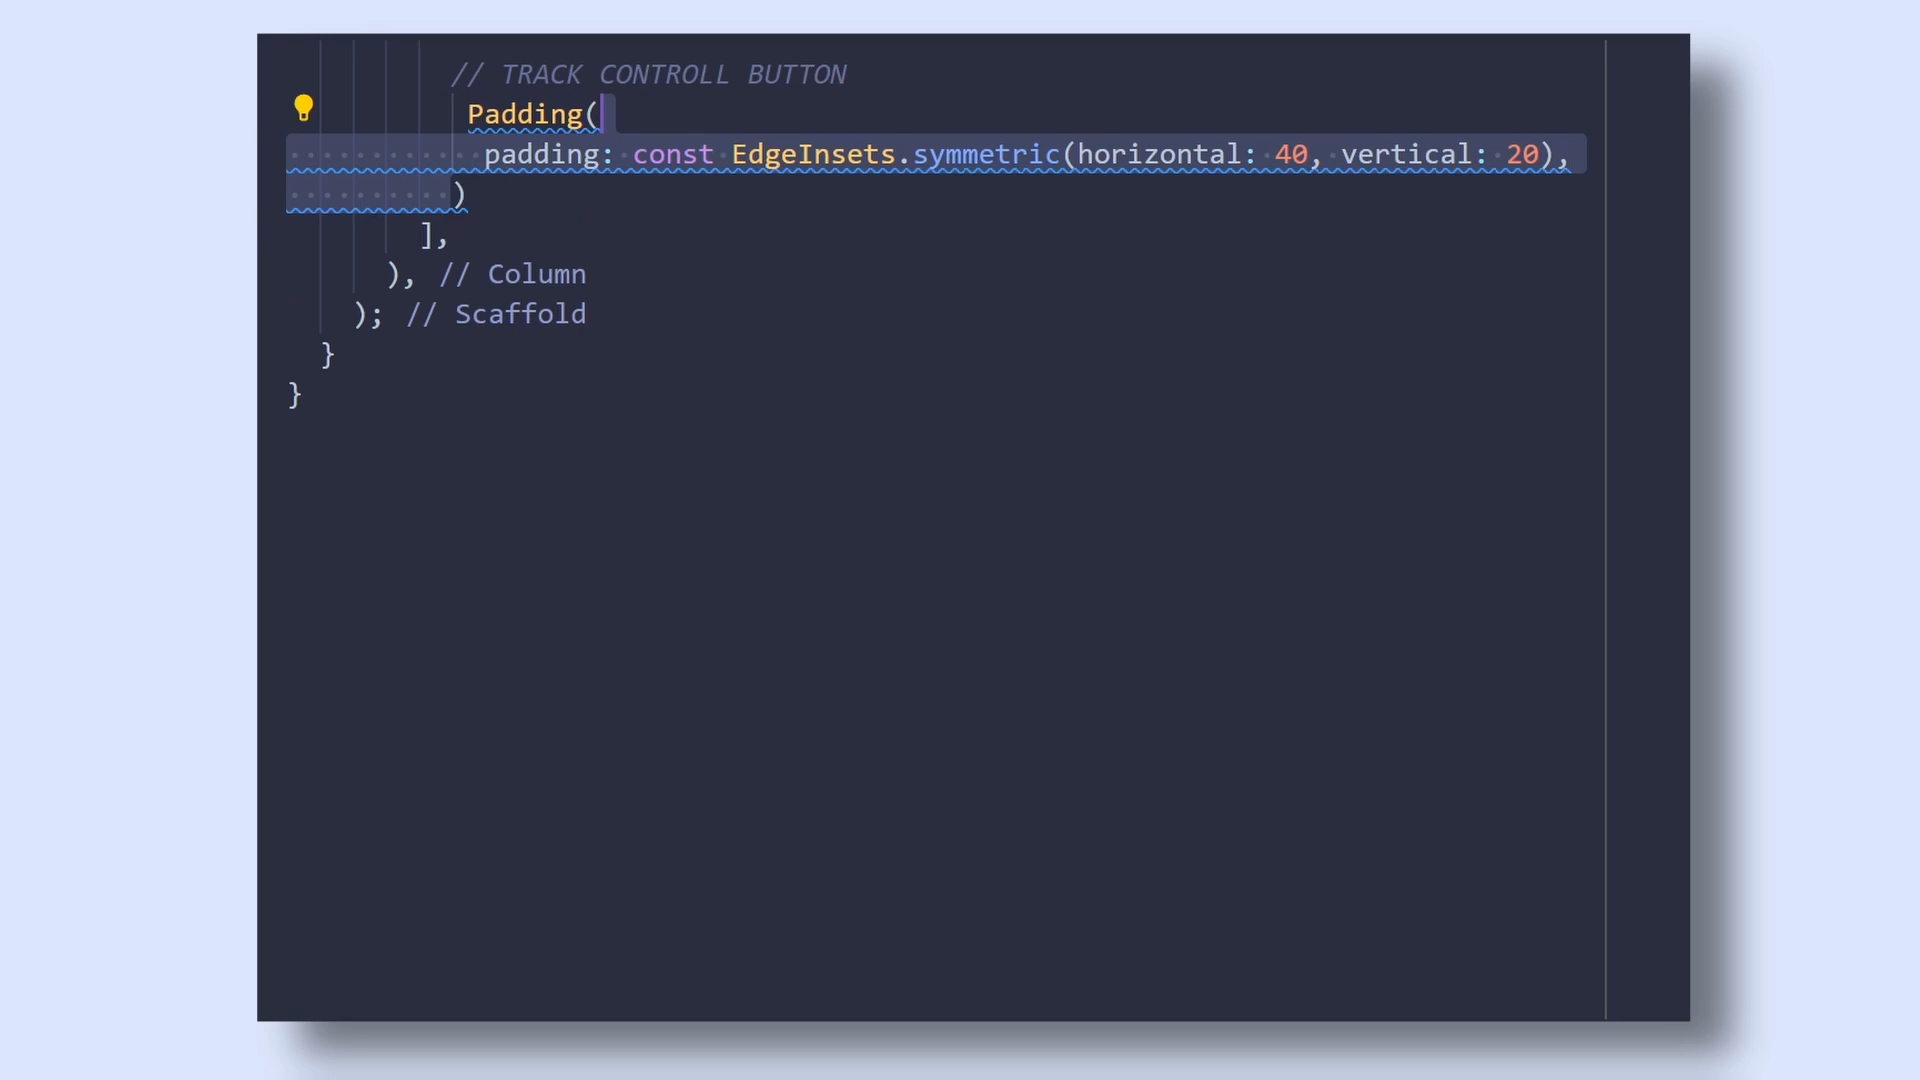 // TRACK CONTROLL BUTTON
Padding(
padding: const EdgeInsets.symmetric(horizontal: 40, vertical: 20),
)
],
), // Column
); // Scaffold
}
}